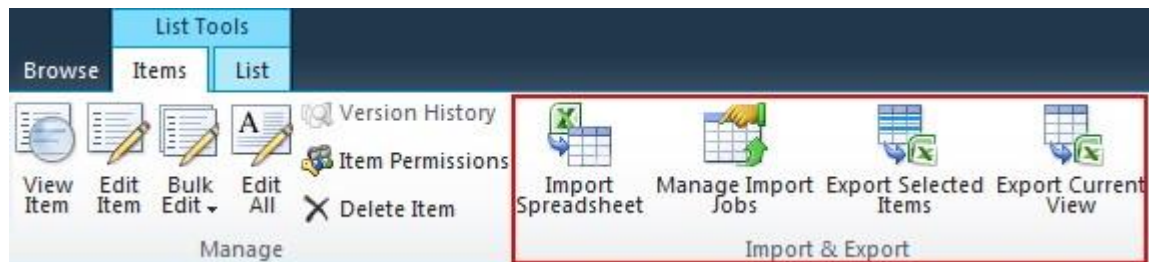 List Tools
Browse Items List
Version History
Item Permissions
Delete Item
View Item
Edit Item
Bulk Edit
Edit All
Manage
Import Spreadsheet
Manage Import Jobs
Export Selected Items
Export Current View
Import & Export